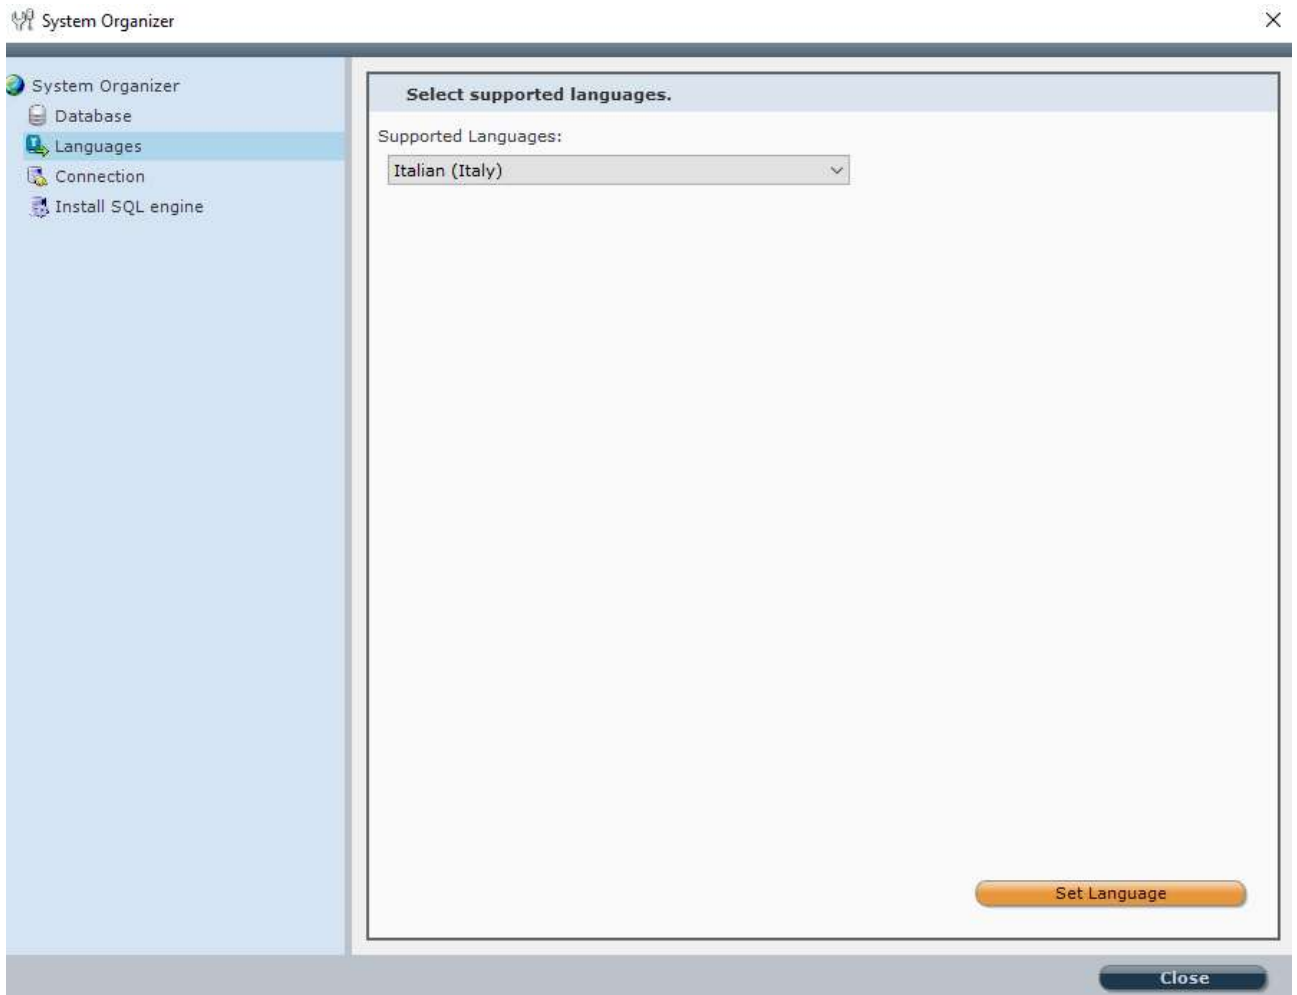 System Organizer
System Organizer
Database
Languages
Connection
Install SQL engine
Select supported languages.
Supported Languages:
Italian (Italy)
Set Language
Close